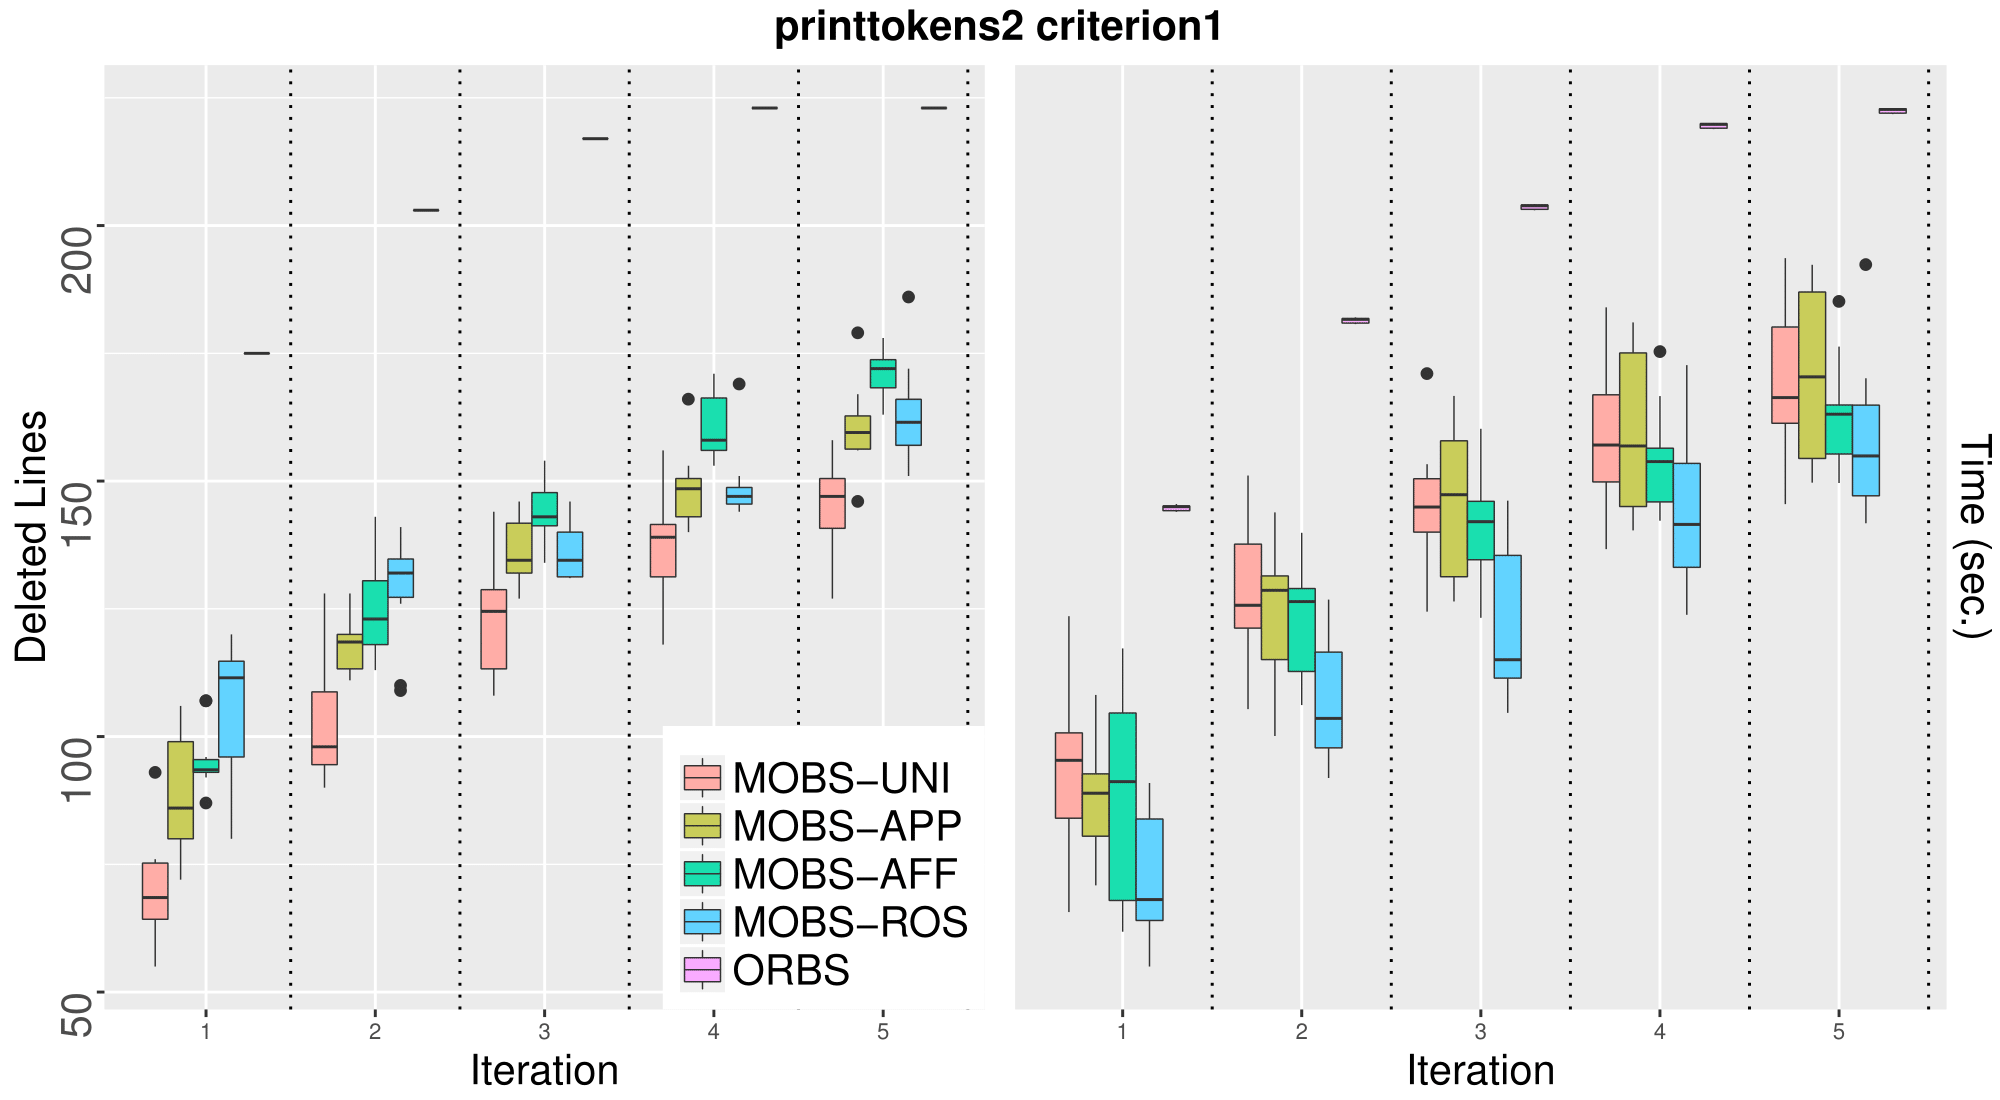 printtokens2 criterion1
Deleted Lines
200
150
100
50
MOBS−UNI
MOBS−APP
MOBS−AFF
MOBS−ROS
ORBS
1 2 3 4 5
Iteration
1 2 3 4 5
Iteration
Time (sec.)